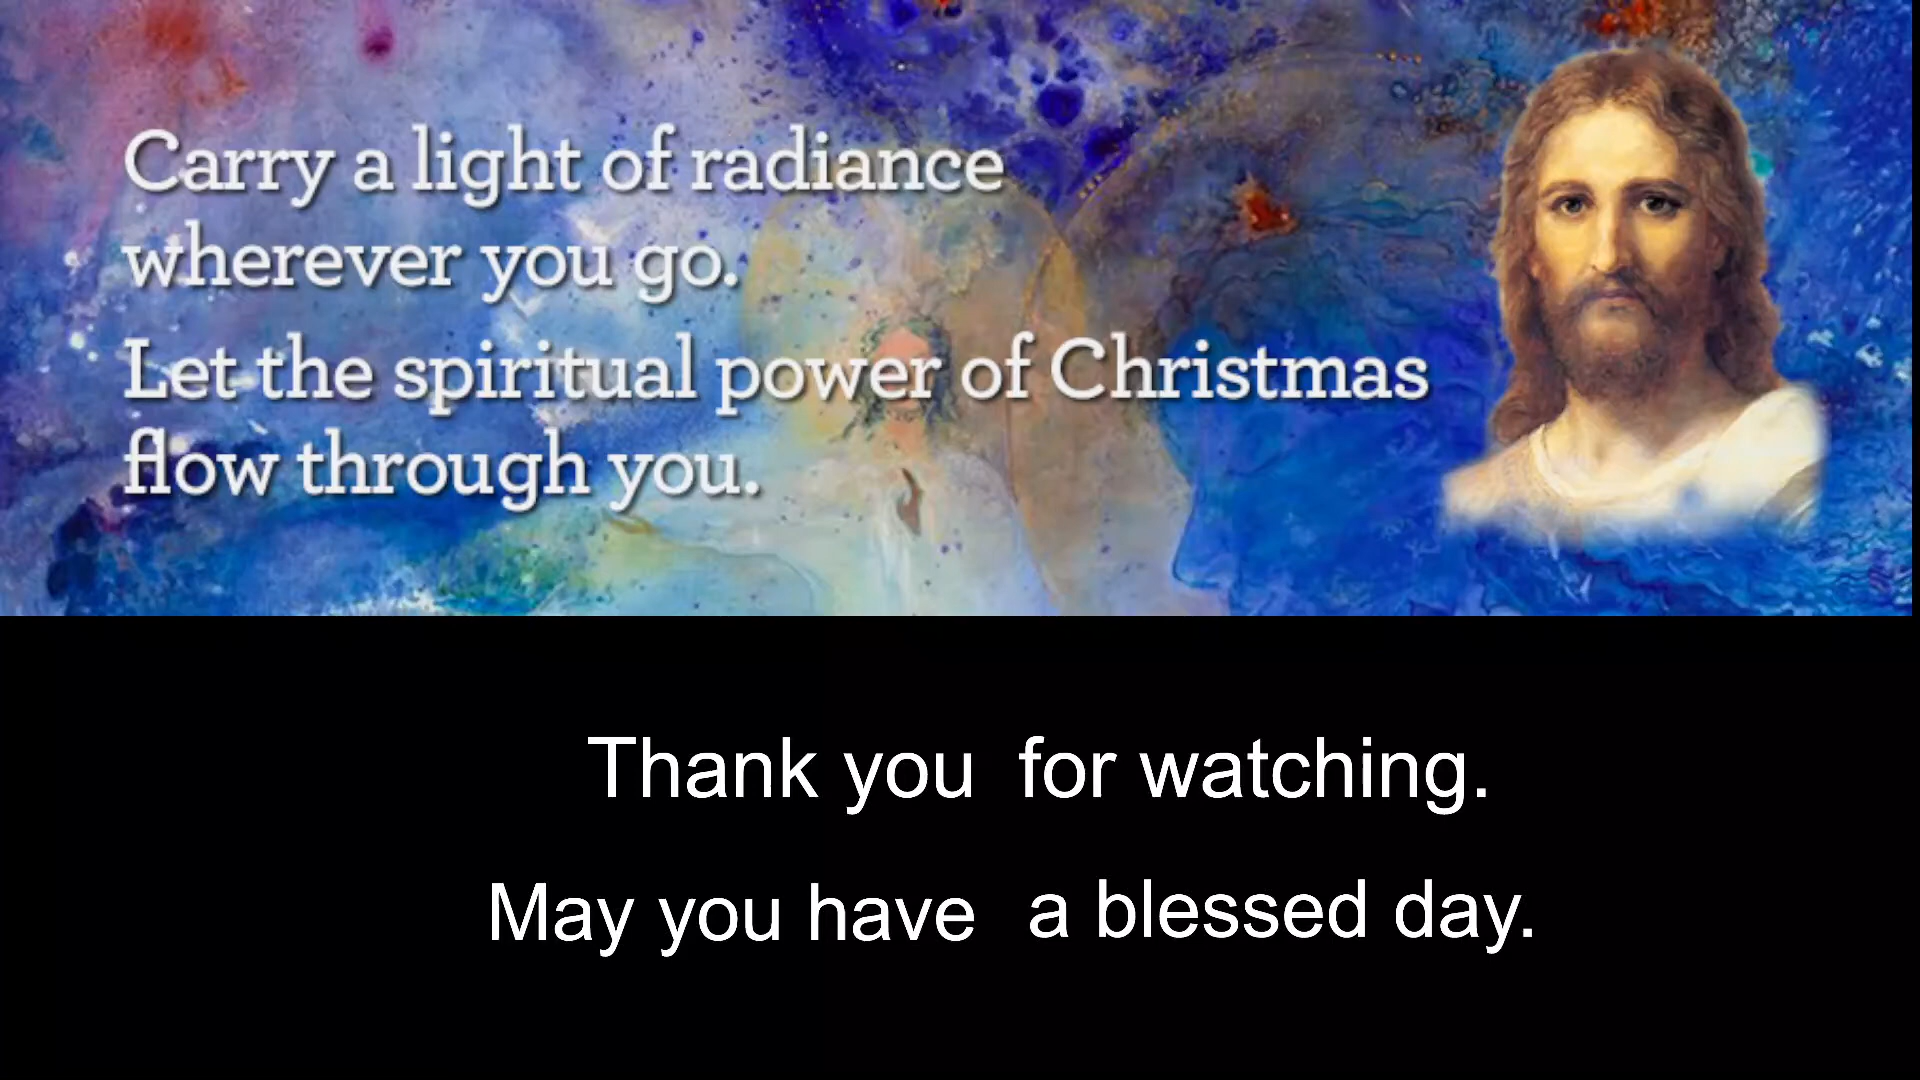 Carry a light of radiance
wherever you go.
Let the spiritual power of Christmas
flow through you.
Thank you for watching.
May you have a blessed day.